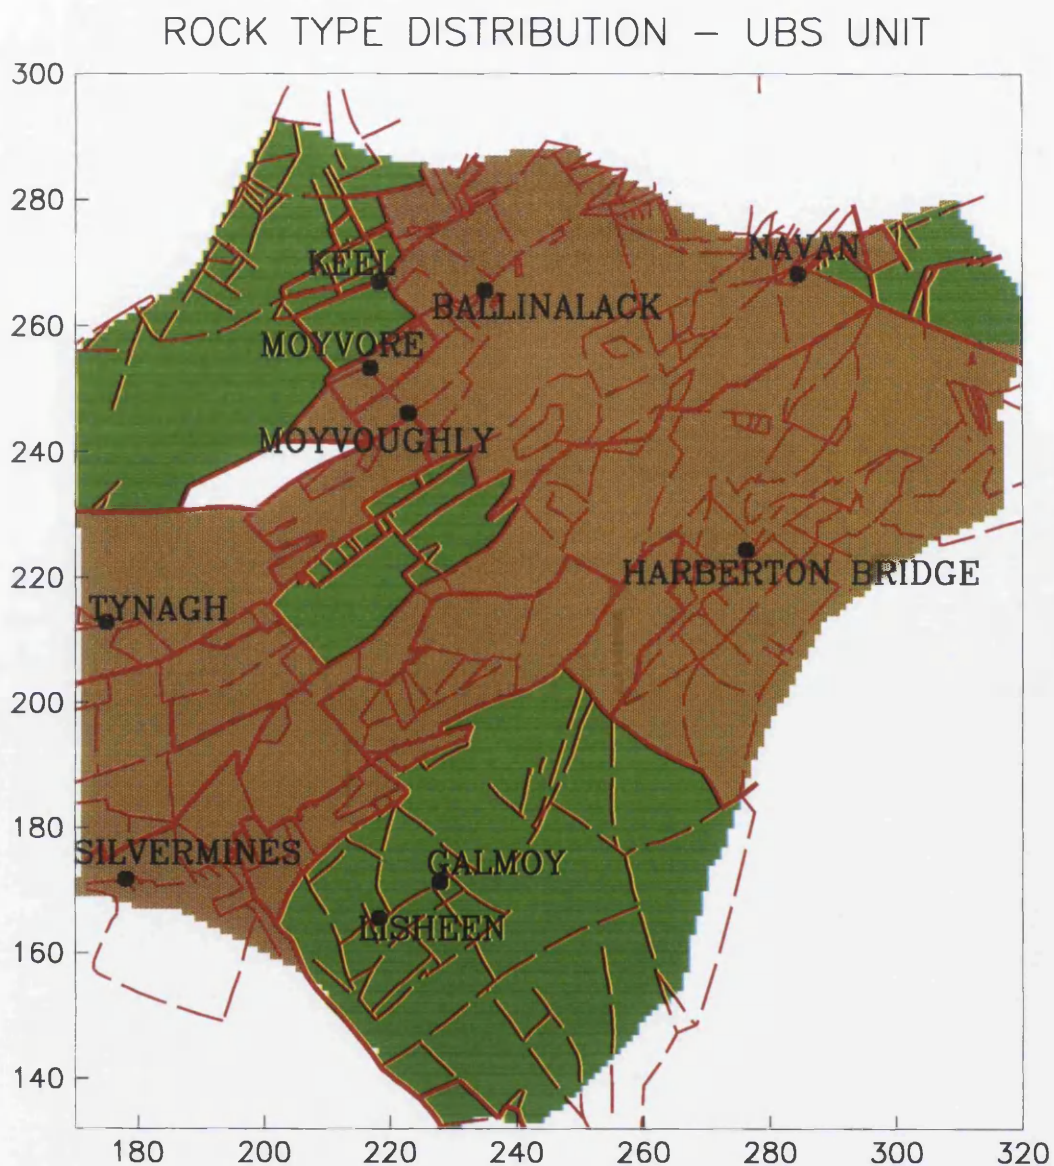 ROCK TYPE DISTRIBUTION – UBS UNIT
300
280
260
240
220
200
180
160
140
KEEL
NAVAN
BALLINALACK
MOYVORE
MOYVOUGHLY
HARBERTON BRIDGE
TYNAGH
SILVERMINES
GALMOY
LISHEEN
180 200 220 240 260 280 300 320